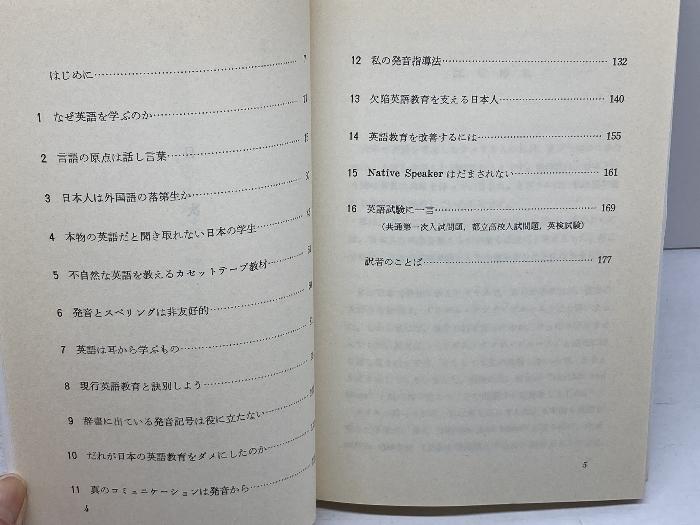 はじめに
1 なぜ英語を学ぶのか
2 言語の原点は話し言葉
3 日本人は外国語の落第生か
4 本物の英語だと聞き取れない日本の学生
5 不自然な英語を教えるカセットテープ教材
6 発音とスペリングは非友好的
7 英語は耳から学ぶもの
8 現行英語教育と訣別しよう
9 辞書に出ている発音記号は役に立たない
10 だれが日本の英語教育をダメにしたのか
11 真のコミュニケーションは発音から
4
12 私の発音指導法 132
13 欠陥英語教育を支える日本人 140
14 英語教育を改善するには 155
15 Native Speaker はだまされない 161
16 英語試験に一言 169
(共通第一次入試問題, 都立高校入試問題, 英検試験)
訳者のことば 177
5